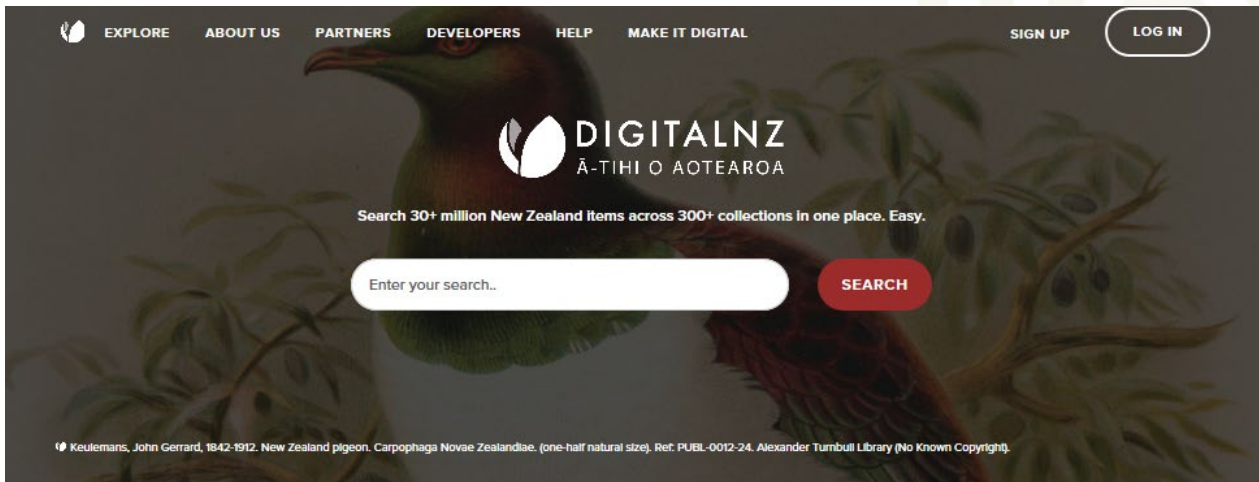 EXPLORE ABOUT US PARTNERS DEVELOPERS HELP MAKE IT DIGITAL SIGN UP LOG IN
DIGITALNZ
Ā-TIHI O AOTEAROA
Search 30+ million New Zealand items across 300+ collections in one place. Easy.
Enter your search.. SEARCH
Keulemans, John Gerrard, 1842-1912. New Zealand pigeon. Carpophaga Novae Zealandiae. (one-half natural size). Ref: PUBL-0012-24. Alexander Turnbull Library (No Known Copyright).